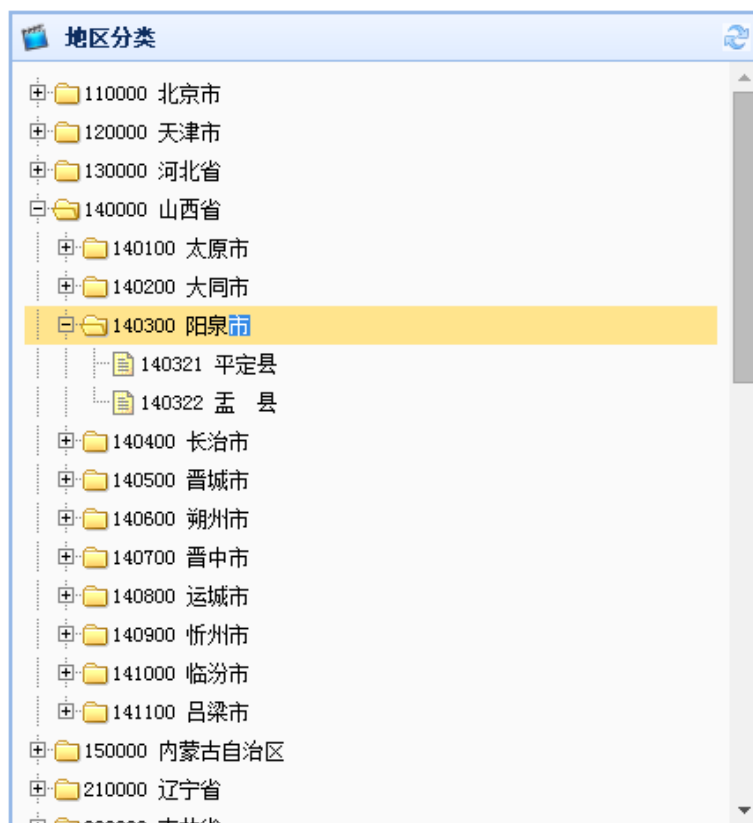 地区分类
110000 北京市
120000 天津市
130000 河北省
140000 山西省
140100 太原市
140200 大同市
140300 阳泉市
140321 平定县
140322 盂　县
140400 长治市
140500 晋城市
140600 朔州市
140700 晋中市
140800 运城市
140900 忻州市
141000 临汾市
141100 吕梁市
150000 内蒙古自治区
210000 辽宁省